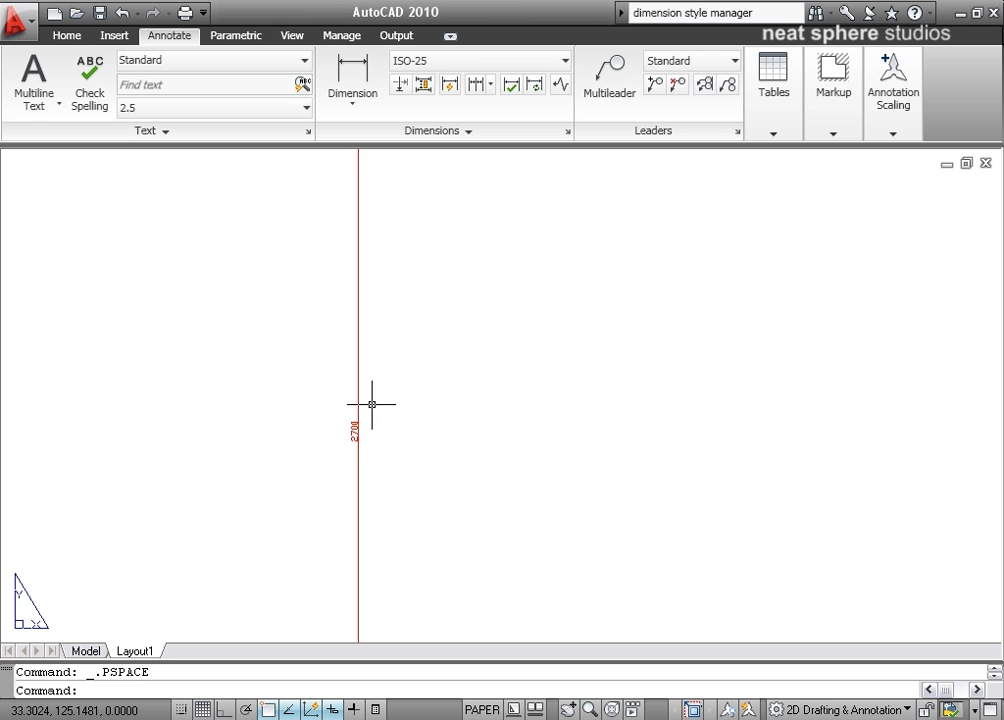 AutoCAD 2010
dimension style manager
Home Insert Annotate Parametric View Manage Output
neat sphere studios
A
Multiline Text
ABC
Check Spelling
Standard
Find text
2.5
Text
Dimension
ISO-25
Dimensions
Multileader
Standard
Leaders
Tables
Markup
Annotation Scaling
2700
Y
X
Model Layout1
Command: _.PSPACE
Command:
33.3024, 125.1481, 0.0000
PAPER
2D Drafting & Annotation